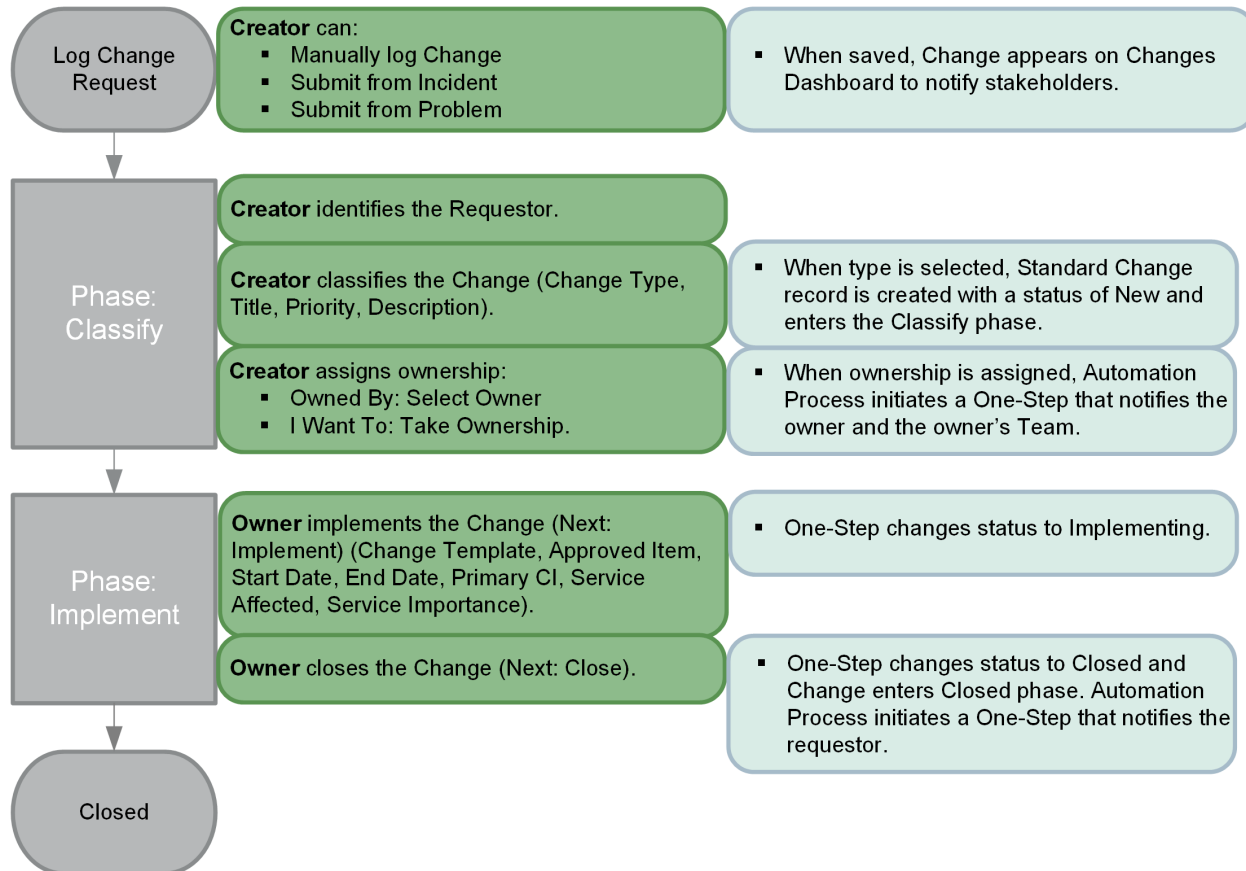 Log Change
Request
Creator can:
▪ Manually log Change
▪ Submit from Incident
▪ Submit from Problem
▪ When saved, Change appears on Changes
Dashboard to notify stakeholders.
Phase:
Classify
Creator identifies the Requestor.
Creator classifies the Change (Change Type,
Title, Priority, Description).
▪ When type is selected, Standard Change
record is created with a status of New and
enters the Classify phase.
Creator assigns ownership:
▪ Owned By: Select Owner
▪ I Want To: Take Ownership.
▪ When ownership is assigned, Automation
Process initiates a One-Step that notifies the
owner and the owner’s Team.
Phase:
Implement
Owner implements the Change (Next:
Implement) (Change Template, Approved Item,
Start Date, End Date, Primary CI, Service
Affected, Service Importance).
▪ One-Step changes status to Implementing.
Owner closes the Change (Next: Close).
▪ One-Step changes status to Closed and
Change enters Closed phase. Automation
Process initiates a One-Step that notifies the
requestor.
Closed